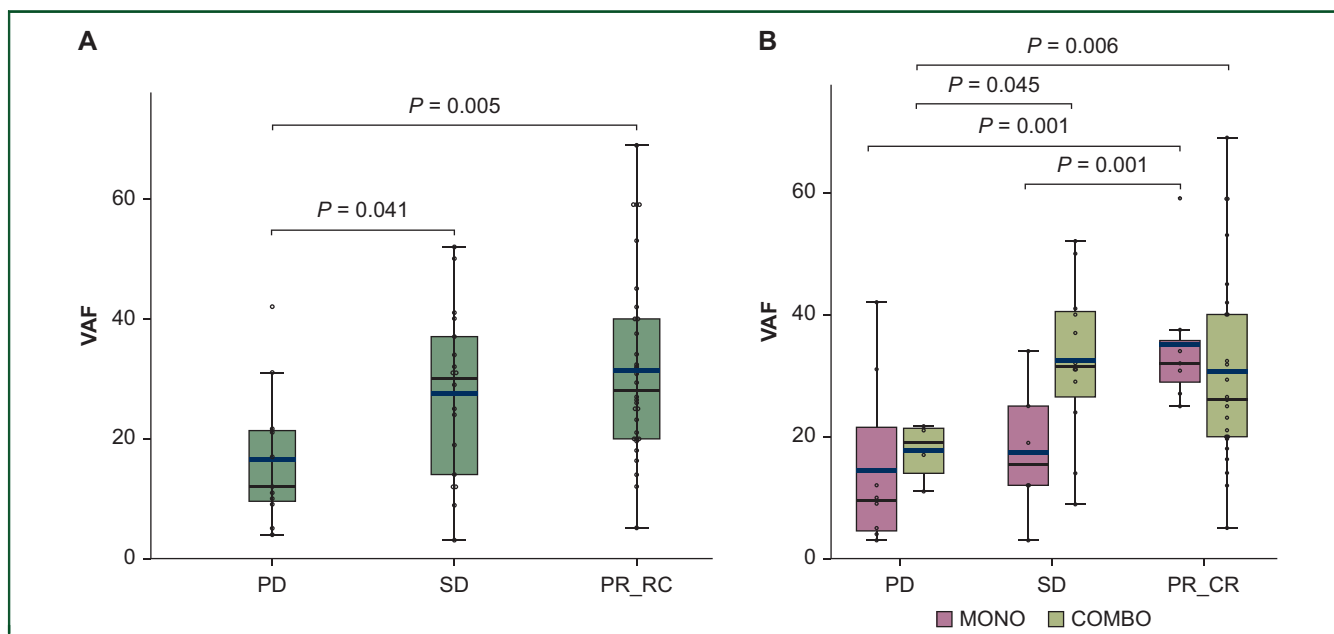 A
P = 0.005
P = 0.041
VAF
60
40
20
0
PD
SD
PR_RC
B
P = 0.006
P = 0.045
P = 0.001
P = 0.001
VAF
60
40
20
0
PD
SD
PR_CR
MONO
COMBO